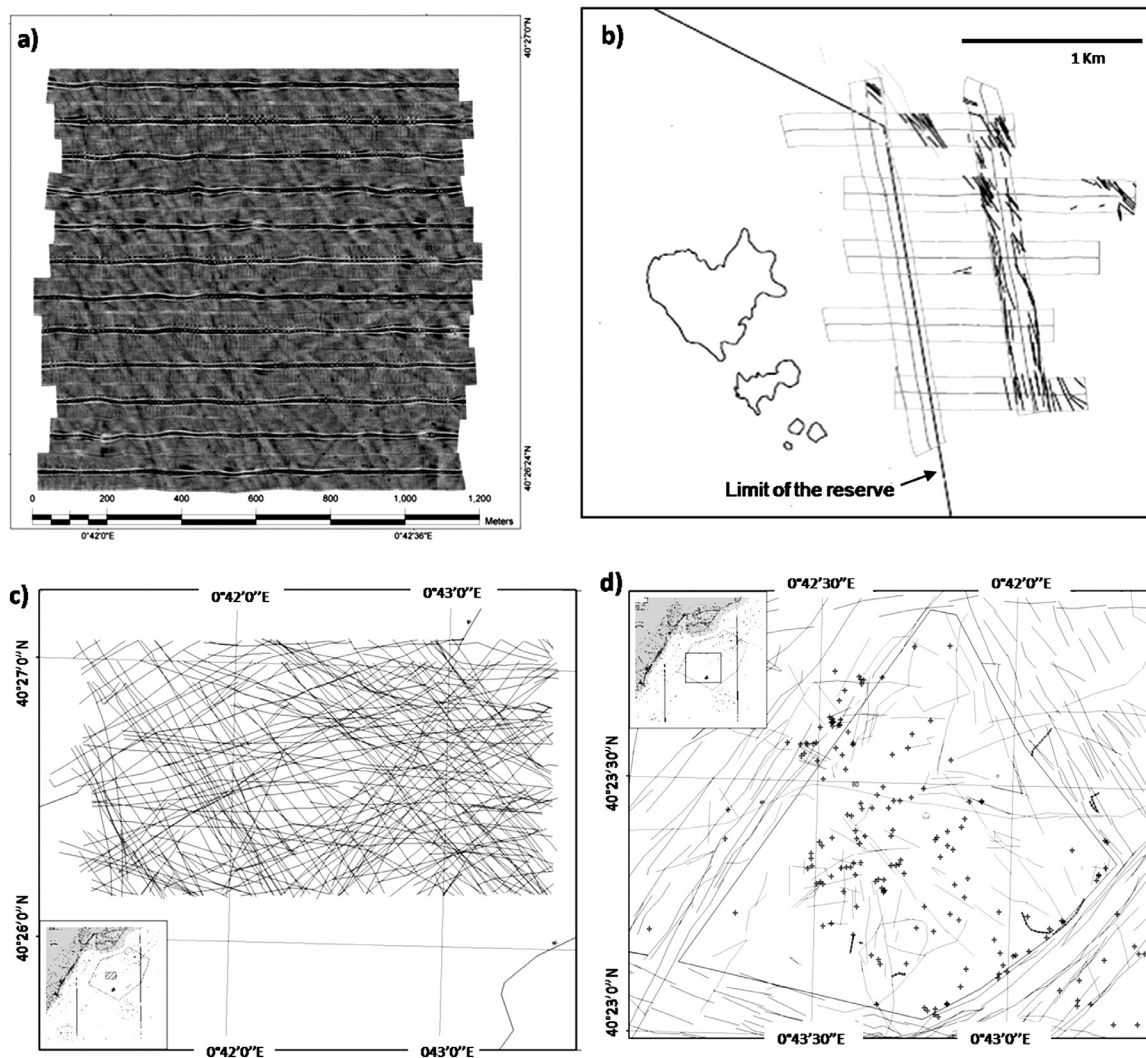 a)
40°27'0"N
40°26'24"N
0 200 400 600 800 1,000 1,200
Meters
0°42'0"E 0°42'36"E
b)
1 Km
Limit of the reserve
c)
0°42'0''E 0°43'0''E
40°27'0''N
40°26'0''N
0°42'0''E 043'0''E
d)
0°42'30''E 0°42'0''E
40°23'30''N
60
40°23'0''N
0°43'30''E 0°43'0''E